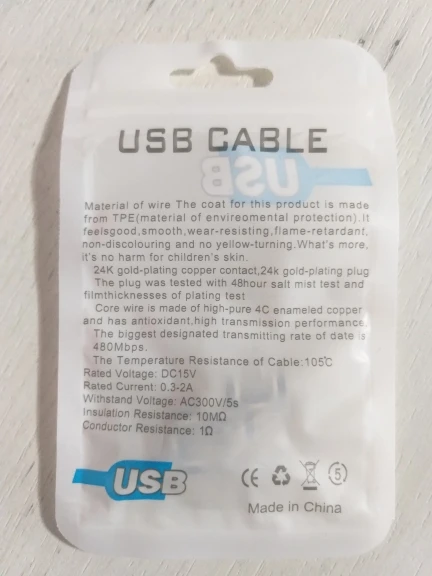 USB CABLE
USB
Material of wire The coat for this product is made
from TPE(material of envireomental protection).It
feelsgood,smooth,wear-resisting,flame-retardant,
non-discolouring and no yellow-turning.What's more,
it's no harm for children's skin.
24K gold-plating copper contact,24k gold-plating plug
The plug was tested with 48hour salt mist test and
filmthicknesses of plating test
Core wire is made of high-pure 4C enameled copper
and has antioxidant,high transmission performance,
The biggest designated transmitting rate of date is
480Mbps.
The Temperature Resistance of Cable:105℃
Rated Voltage: DC15V
Rated Current: 0.3-2A
Withstand Voltage: AC300V/5s
Insulation Resistance: 10MΩ
Conductor Resistance: 1Ω
USB
CE
5
Made in China